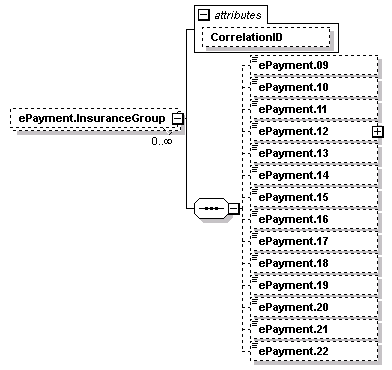 attributes
CorrelationID
ePayment.InsuranceGroup
0..∞
ePayment.09
ePayment.10
ePayment.11
ePayment.12
ePayment.13
ePayment.14
ePayment.15
ePayment.16
ePayment.17
ePayment.18
ePayment.19
ePayment.20
ePayment.21
ePayment.22